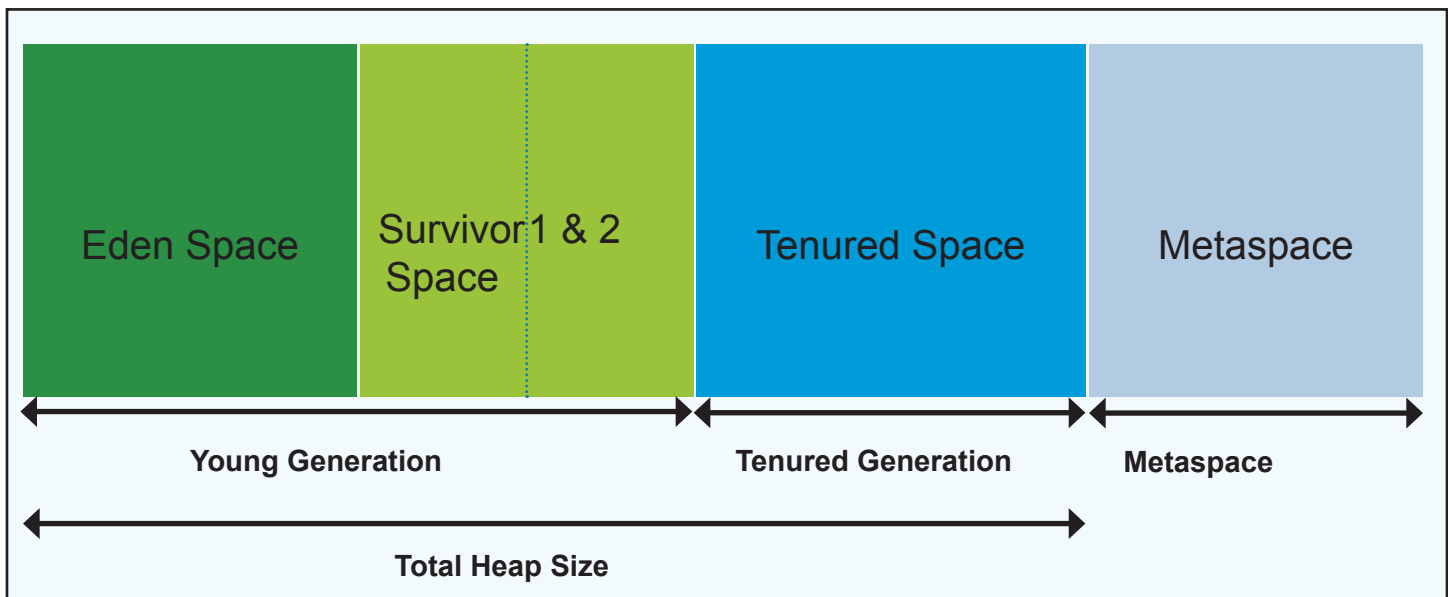 Eden Space
Survivor 1 & 2
Space
Tenured Space
Metaspace
Young Generation
Tenured Generation
Metaspace
Total Heap Size